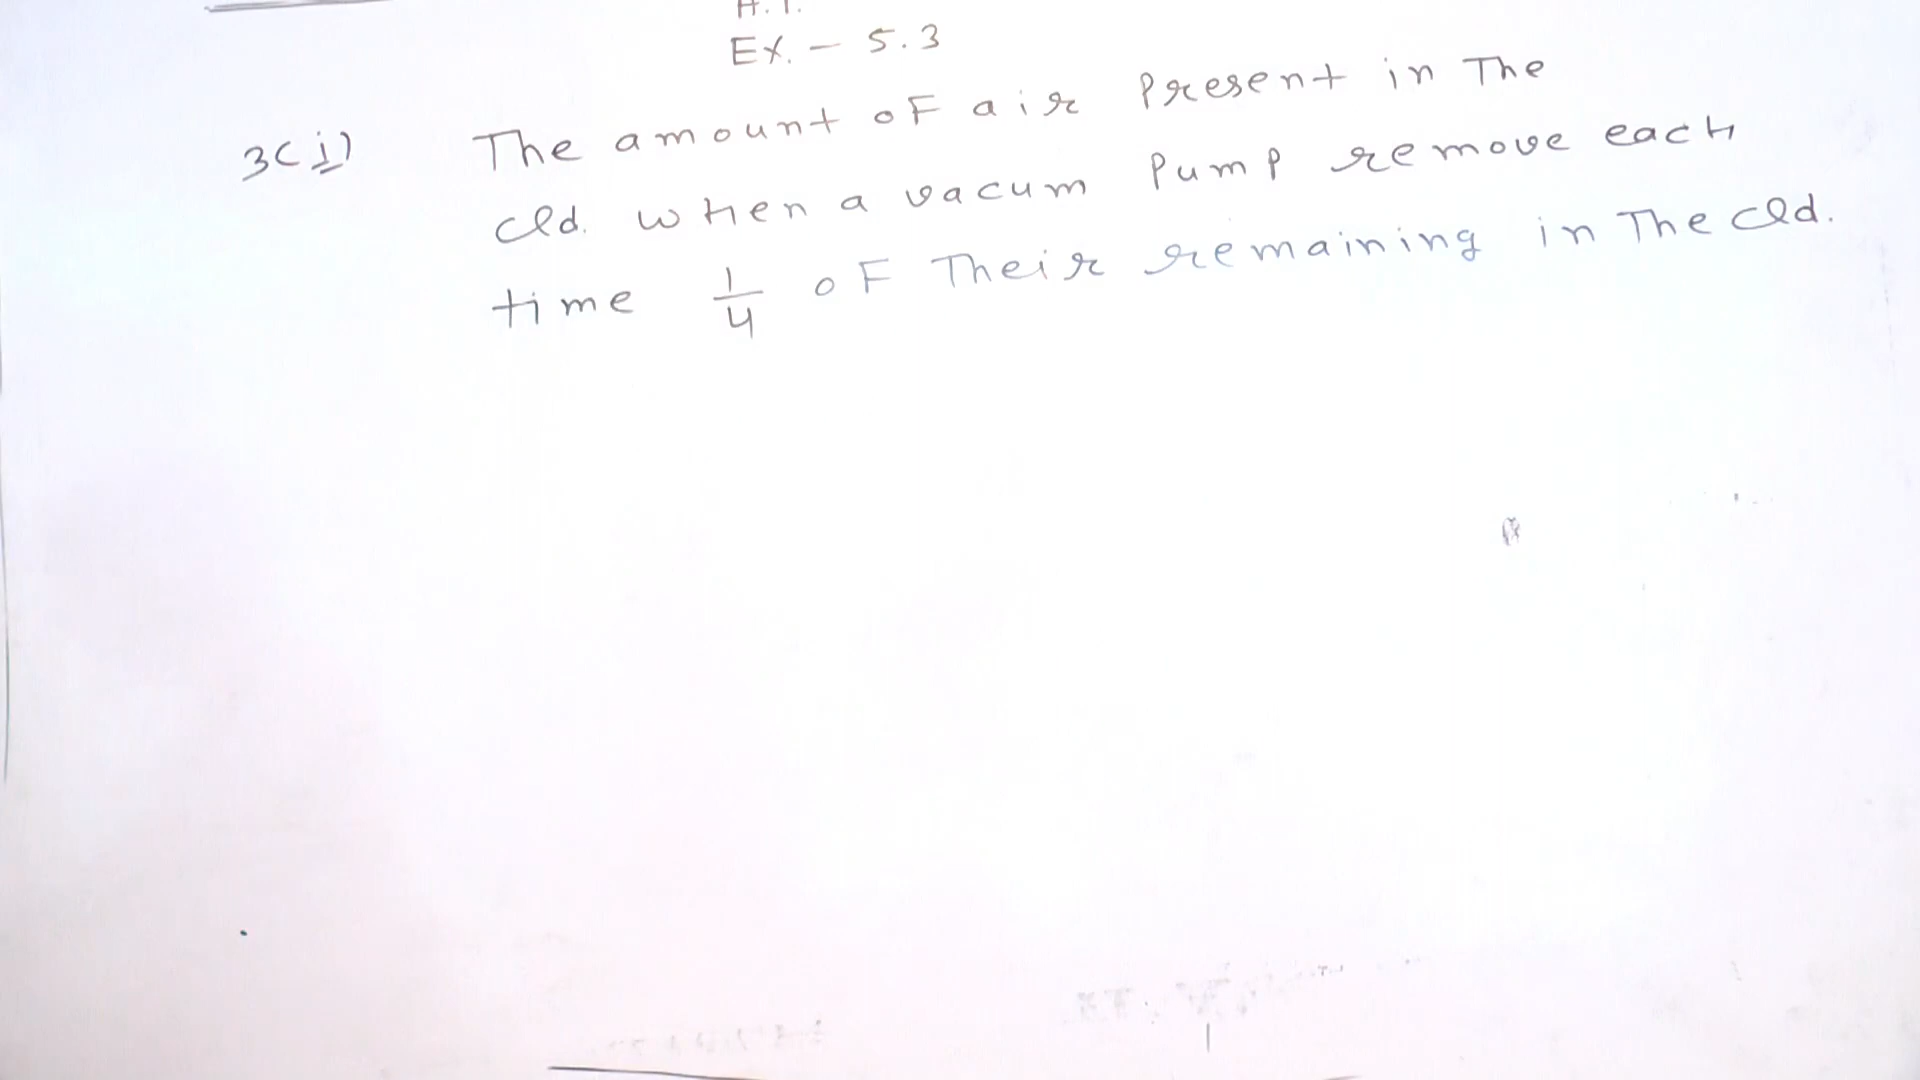 H.T.
EX. - 5.3
3(i) The amount of air Present in The
Cld. when a vacum Pump remove each
time 1/4 of Their remaining in The Cld.